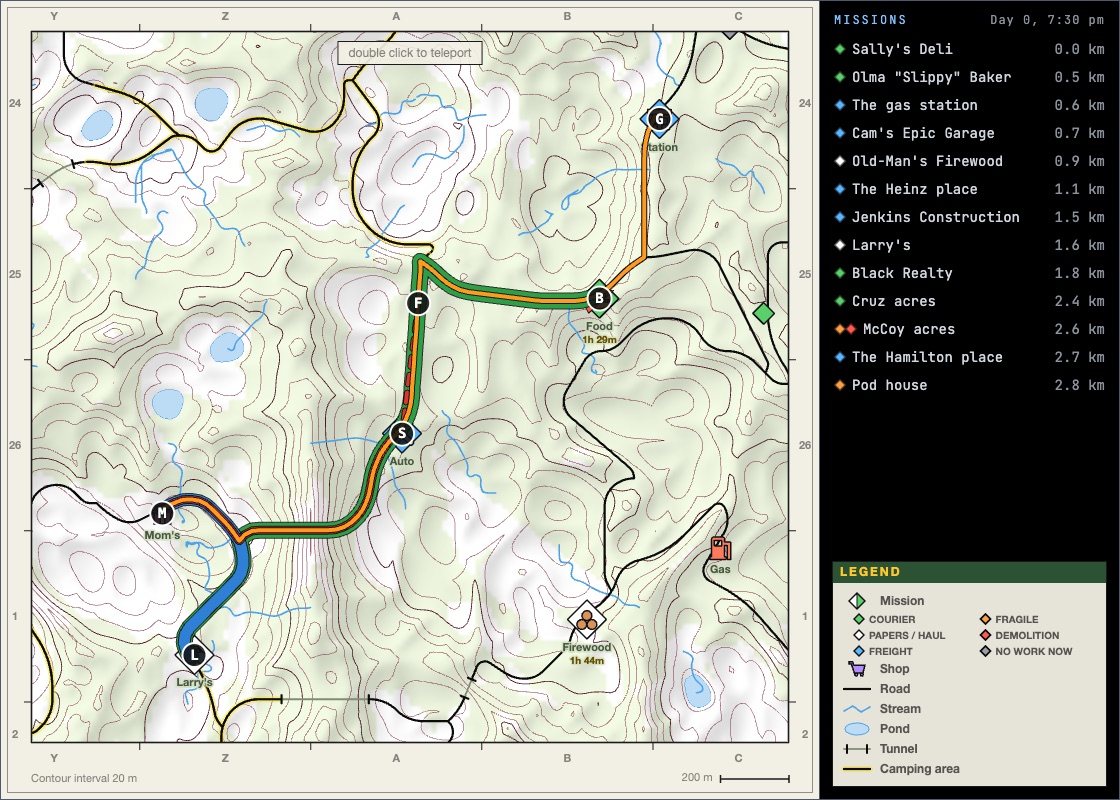 Y Z A B C
double click to teleport
24 24
G
tation
25 25
F
B
Food
1h 29m
26 26
S
Auto
M
Mom's
Gas
1 1
Firewood
1h 44m
L
Larry's
2 2
Y Z A B C
Contour interval 20 m
200 m
MISSIONS Day 0, 7:30 pm
Sally's Deli 0.0 km
Olma "Slippy" Baker 0.5 km
The gas station 0.6 km
Cam's Epic Garage 0.7 km
Old-Man's Firewood 0.9 km
The Heinz place 1.1 km
Jenkins Construction 1.5 km
Larry's 1.6 km
Black Realty 1.8 km
Cruz acres 2.4 km
McCoy acres 2.6 km
The Hamilton place 2.7 km
Pod house 2.8 km
LEGEND
Mission
COURIER FRAGILE
PAPERS / HAUL DEMOLITION
FREIGHT NO WORK NOW
Shop
Road
Stream
Pond
Tunnel
Camping area